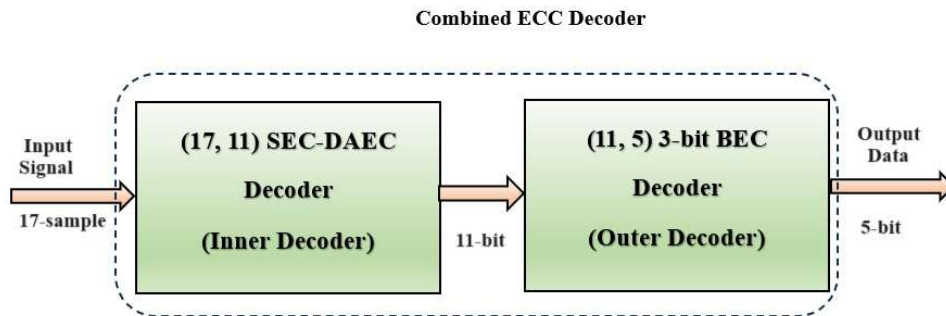 Combined ECC Decoder
Input
Signal
17-sample
(17, 11) SEC-DAEC
Decoder
(Inner Decoder)
11-bit
(11, 5) 3-bit BEC
Decoder
(Outer Decoder)
Output
Data
5-bit